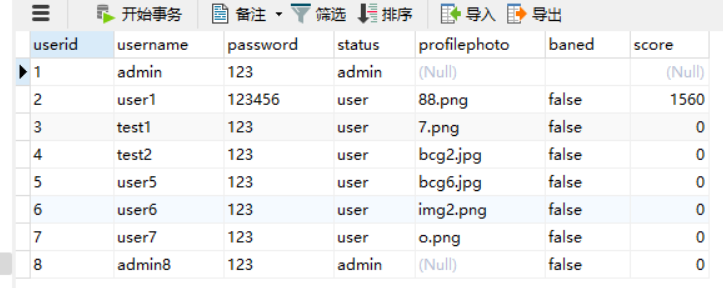 开始事务 备注 筛选 排序 导入 导出
userid username password status profilephoto baned score
1 admin 123 admin (Null) (Null)
2 user1 123456 user 88.png false 1560
3 test1 123 user 7.png false 0
4 test2 123 user bcg2.jpg false 0
5 user5 123 user bcg6.jpg false 0
6 user6 123 user img2.png false 0
7 user7 123 user o.png false 0
8 admin8 123 admin (Null) false 0